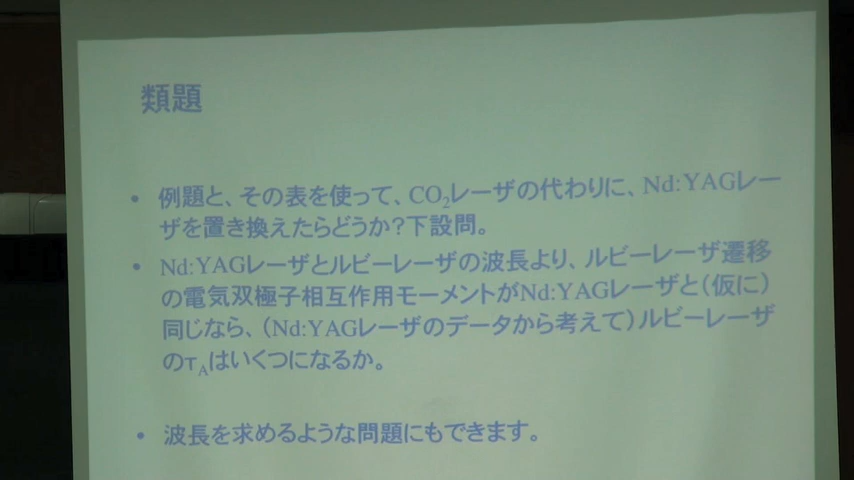 類題
• 例題と、その表を使って、CO2レーザの代わりに、Nd:YAGレー
ザを置き換えたらどうか?下設問。
• Nd:YAGレーザとルビーレーザの波長より、ルビーレーザ遷移
の電気双極子相互作用モーメントがNd:YAGレーザと(仮に)
同じなら、(Nd:YAGレーザのデータから考えて)ルビーレーザ
のτAはいくつになるか。
• 波長を求めるような問題にもできます。